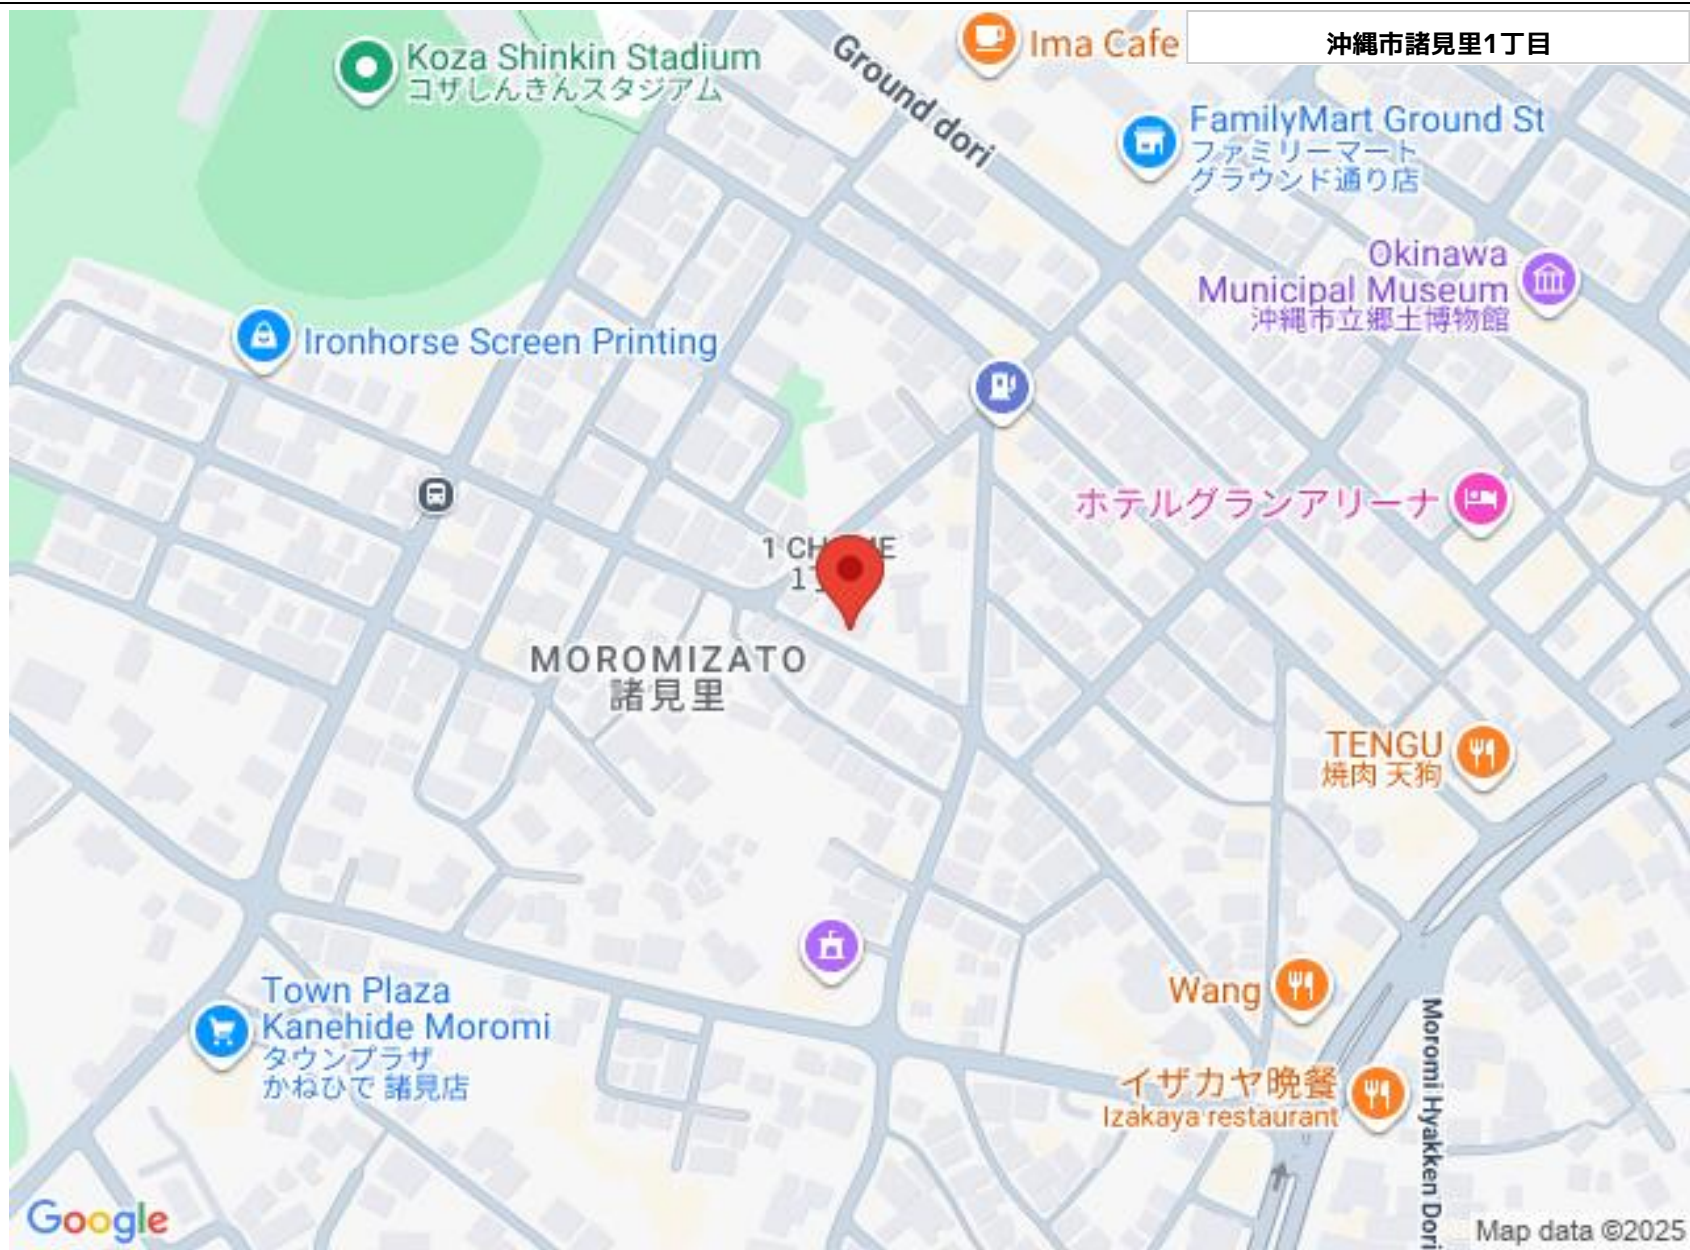 沖縄市諸見里1丁目
Koza Shinkin Stadium
コザしんきんスタジアム
Ground dori
Ima Cafe
FamilyMart Ground St
ファミリーマート
グラウンド通り店
Okinawa
Municipal Museum
沖縄市立郷土博物館
Ironhorse Screen Printing
ホテルグランアリーナ
1 CH
E
1
MOROMIZATO
諸見里
TENGU
焼肉 天狗
Wang
Town Plaza
Kanehide Moromi
タウンプラザ
かねひで 諸見店
イザカヤ晩餐
Izakaya restaurant
Moromi Hyakken Dori
Google
Map data ©2025